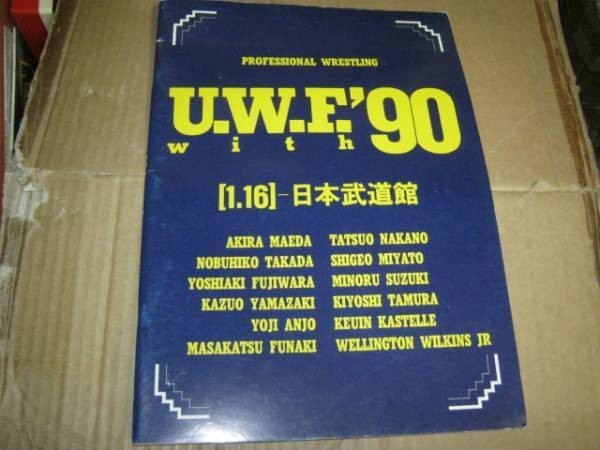 PROFESSIONAL WRESTLING
U.W.F.'90
with
[1.16]-日本武道館
AKIRA MAEDA TATSUO NAKANO
NOBUHIKO TAKADA SHIGEO MIYATO
YOSHIAKI FUJIWARA MINORU SUZUKI
KAZUO YAMAZAKI KIYOSHI TAMURA
YOJI ANJO KEUIN KASTELLE
MASAKATSU FUNAKI WELLINGTON WILKINS JR